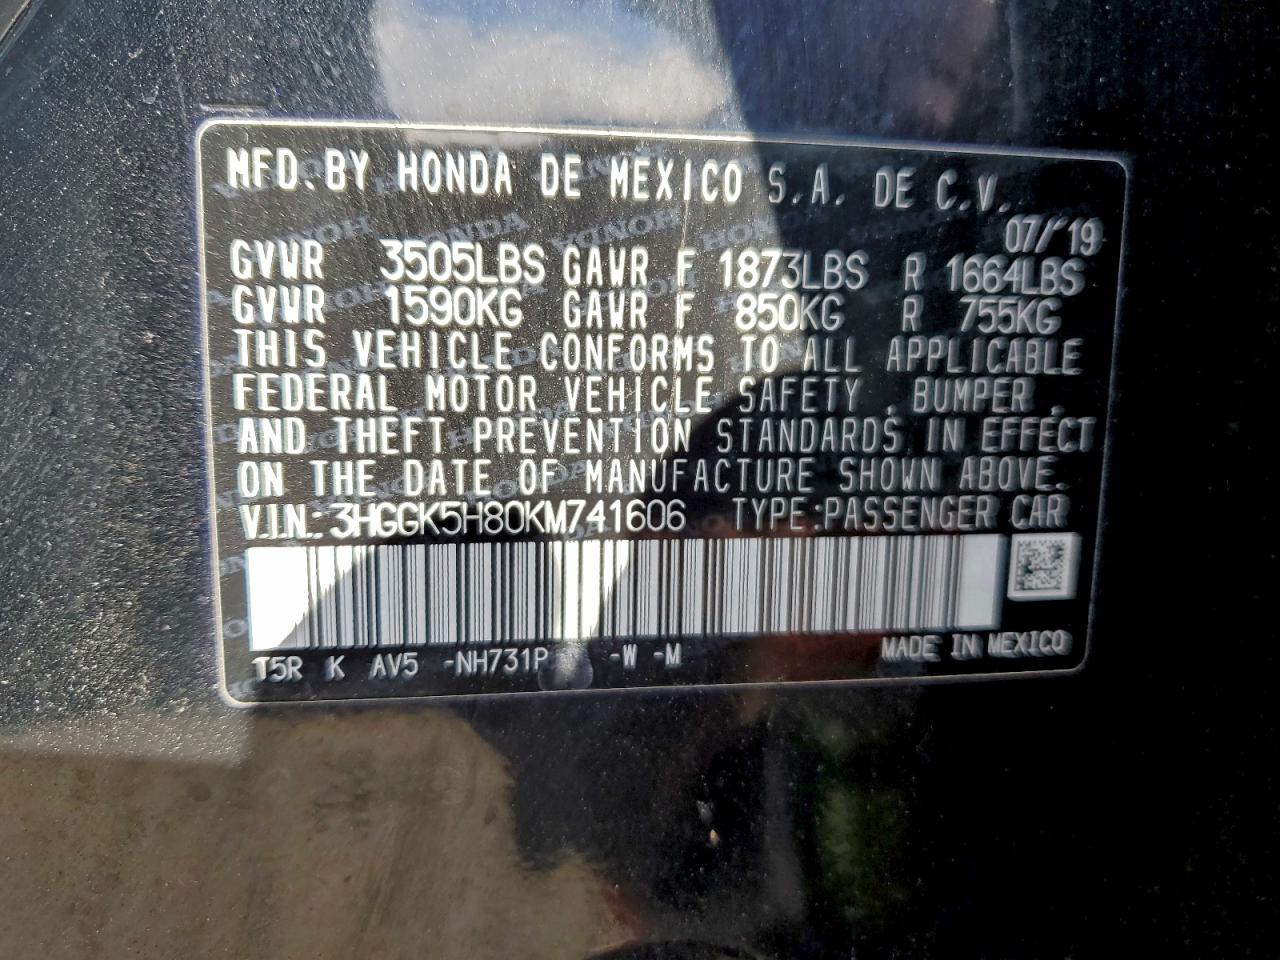 MFD. BY HONDA DE MEXICO S.A. DE C.V.
07/'19
GVWR 3505LBS GAWR F 1873LBS R 1664LBS
GVWR 1590KG GAWR F 850KG R 755KG
THIS VEHICLE CONFORMS TO ALL APPLICABLE
FEDERAL MOTOR VEHICLE SAFETY, BUMPER,
AND THEFT PREVENTION STANDARDS IN EFFECT
ON THE DATE OF MANUFACTURE SHOWN ABOVE.
V.I.N.:3HGGK5H80KM741606 TYPE:PASSENGER CAR
T5R K AV5 -NH731P -W -M MADE IN MEXICO